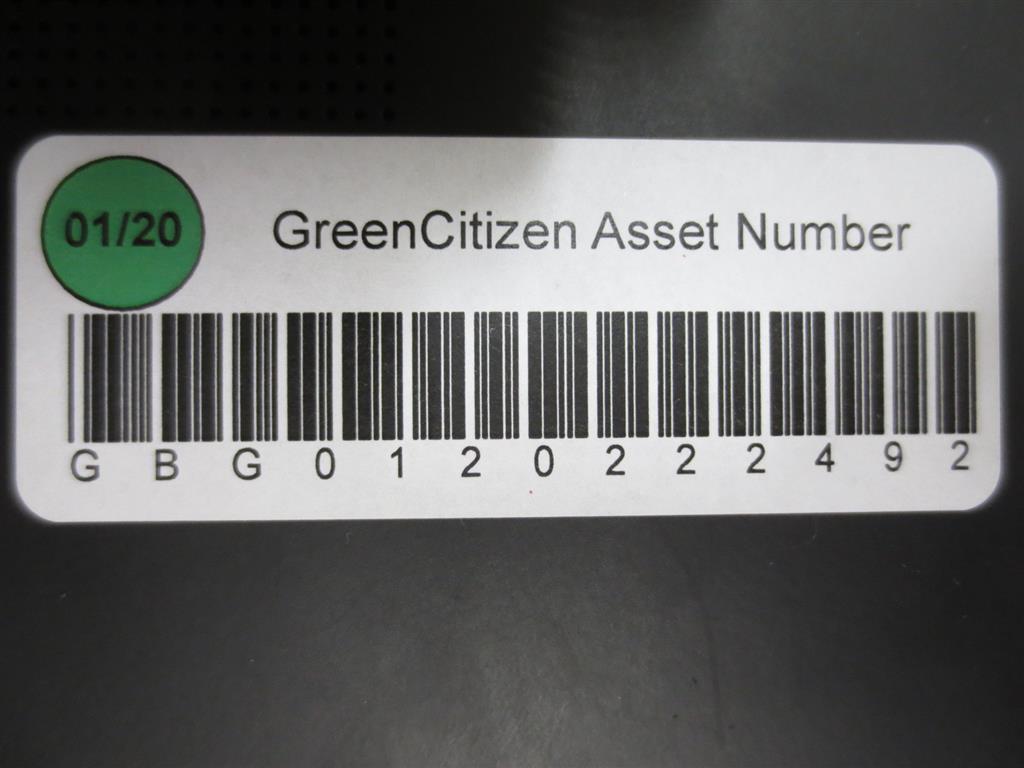 01/20
GreenCitizen Asset Number
G B G 0 1 2 0 2 2 2 4 9 2